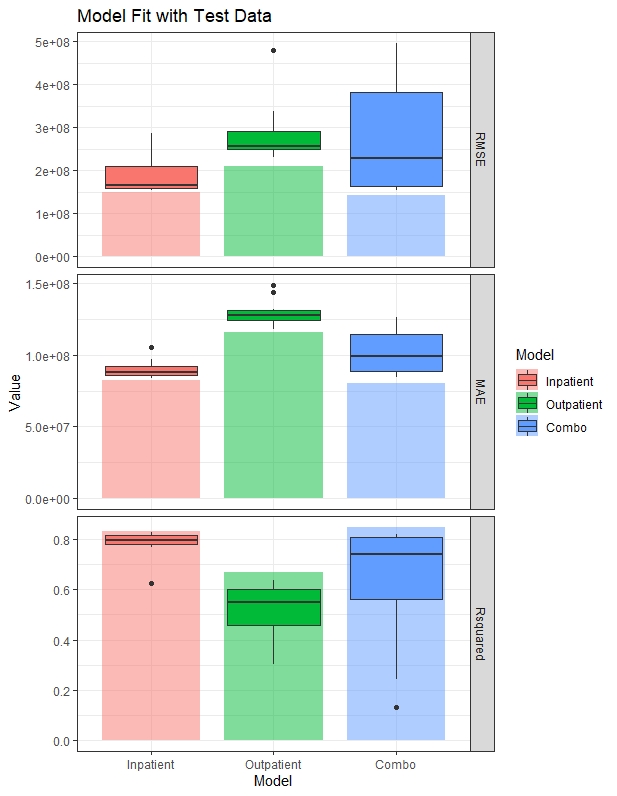 Model Fit with Test Data
5e+08
4e+08
3e+08
2e+08
1e+08
0e+00
RMSE
1.5e+08
1.0e+08
5.0e+07
0.0e+00
MAE
0.8
0.6
0.4
0.2
0.0
Rsquared
Value
Inpatient
Outpatient
Combo
Model
Model
Inpatient
Outpatient
Combo